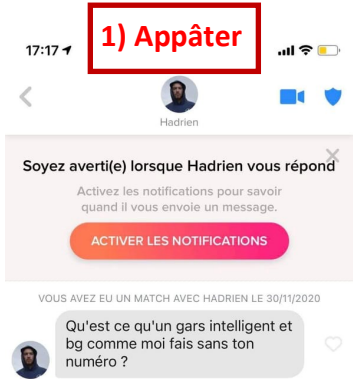 1) Appâter
17:17
Hadrien
Soyez averti(e) lorsque Hadrien vous répond
Activez les notifications pour savoir
quand il vous envoie un message.
ACTIVER LES NOTIFICATIONS
VOUS AVEZ EU UN MATCH AVEC HADRIEN LE 30/11/2020
Qu'est ce qu'un gars intelligent et
bg comme moi fais sans ton
numéro ?